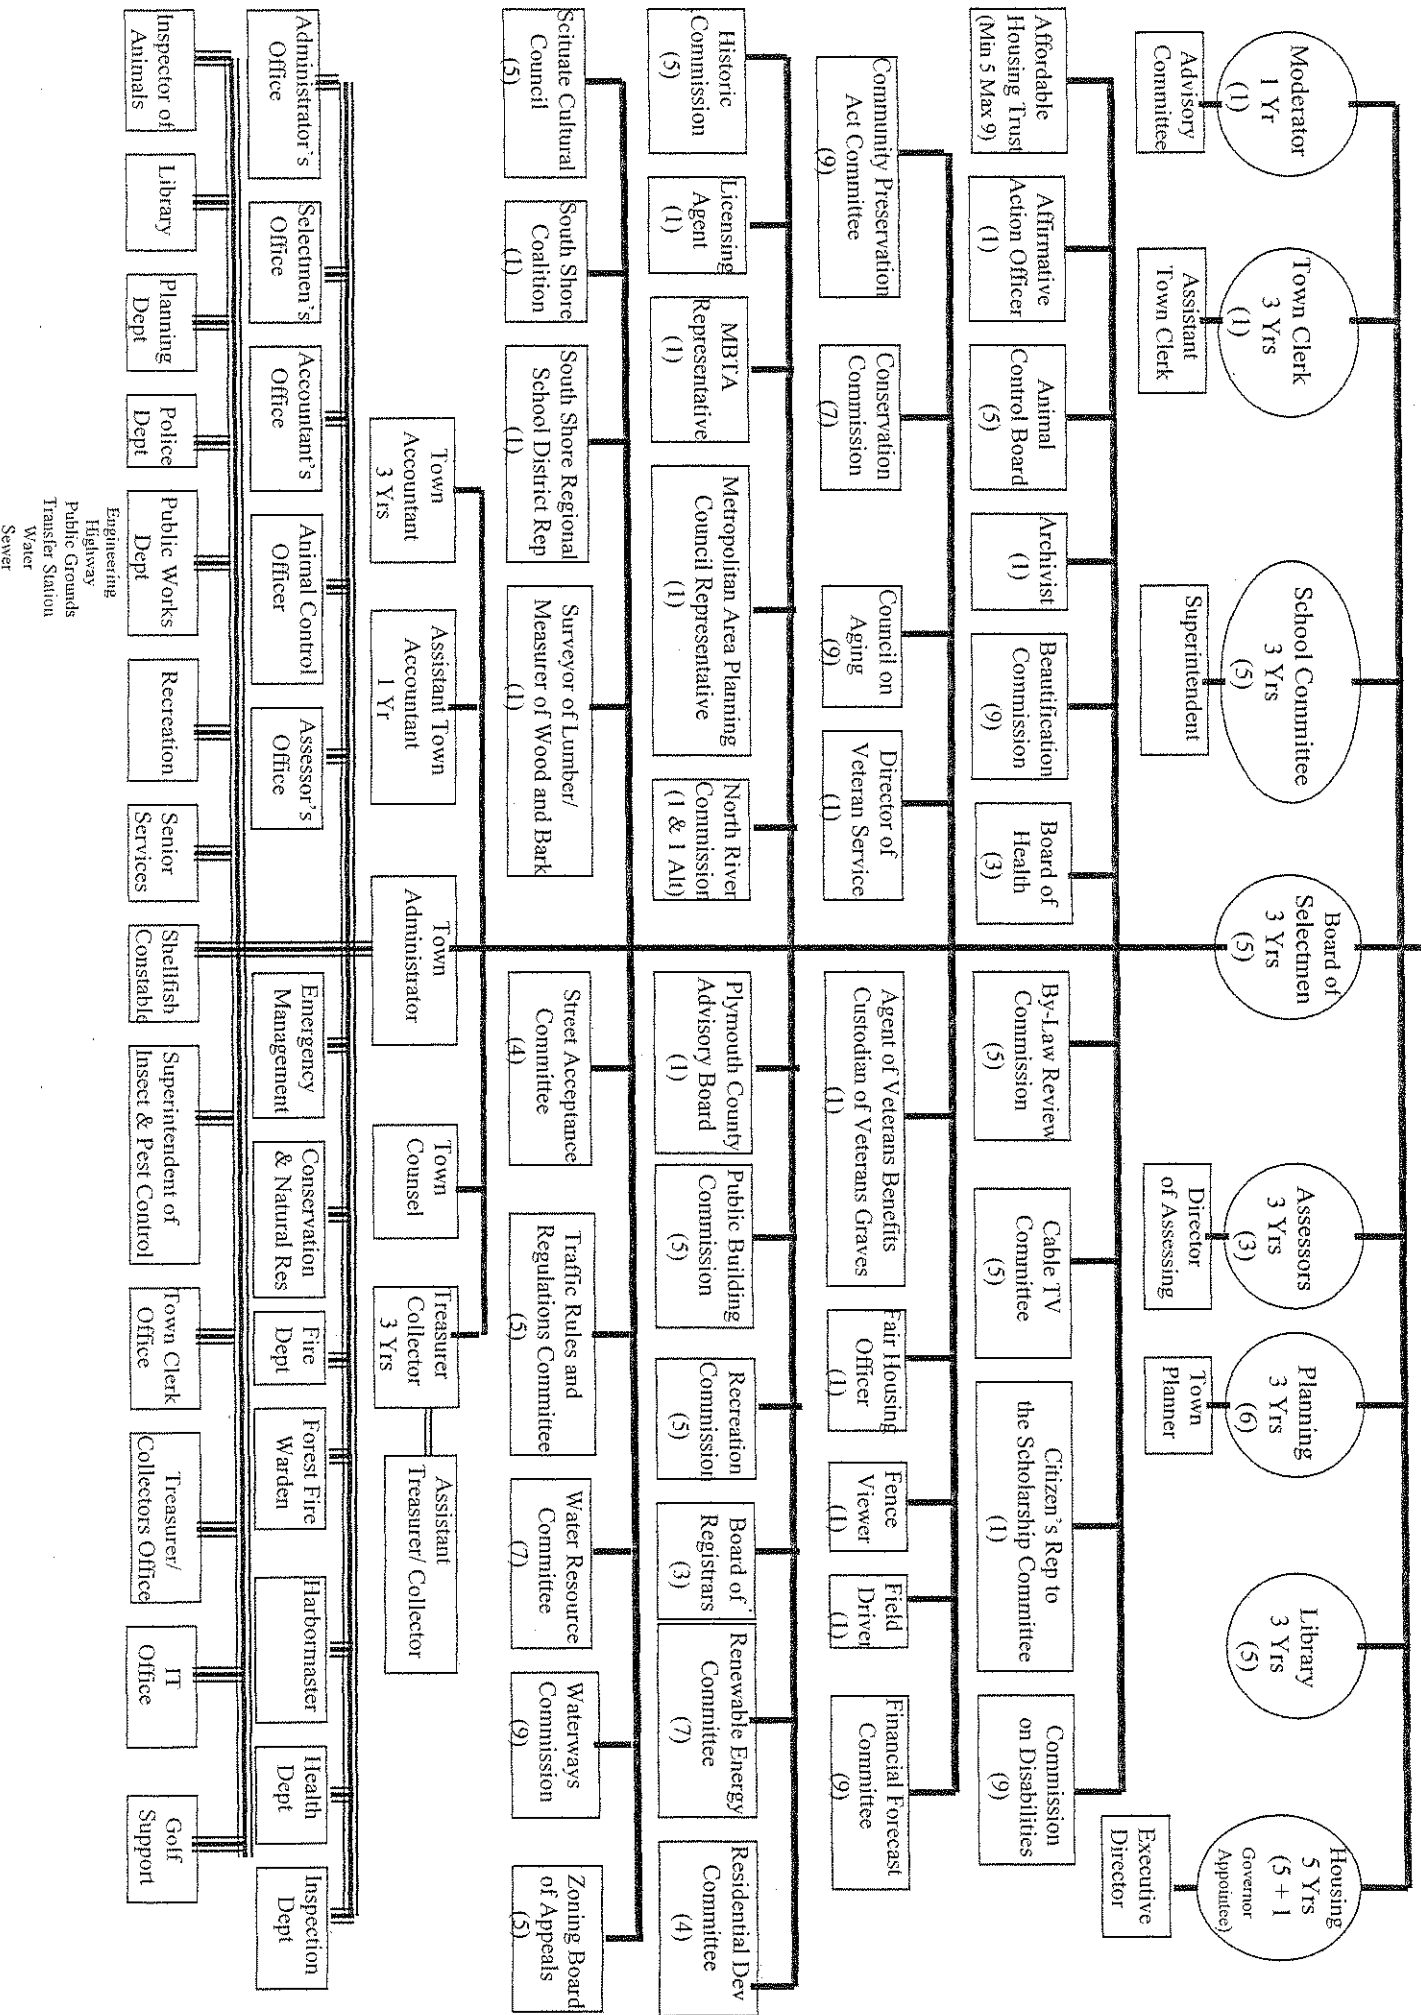 Moderator
1 Yr
(1)
Town Clerk
3 Yrs
(1)
School Committee
3 Yrs
(5)
Board of
Selectmen
3 Yrs
(5)
Assessors
3 Yrs
(3)
Planning
3 Yrs
(6)
Library
3 Yrs
(5)
Housing
5 Yrs
(5 + 1
Governor
Appointee)
Advisory
Committee
Assistant
Town Clerk
Superintendent
Director
of Assessing
Town
Planner
Executive
Director
Affordable
Housing Trust
(Min 5 Max 9)
Affirmative
Action Officer
(1)
Animal
Control Board
(5)
Archivist
(1)
Beautification
Commission
(9)
Board of
Health
(3)
By-Law Review
Commission
(5)
Cable TV
Committee
(5)
Citizen's Rep to
the Scholarship Committee
(1)
Commission
on Disabilities
(9)
Community Preservation
Act Committee
(9)
Conservation
Commission
(7)
Council on
Aging
(9)
Director of
Veteran Service
(1)
Agent of Veterans Benefits
Custodian of Veterans Graves
(1)
Fair Housing
Officer
(1)
Fence
Viewer
(1)
Field
Driver
(1)
Financial Forecast
Committee
(9)
Historic
Commission
(5)
Licensing
Agent
(1)
MBTA
Representative
(1)
Metropolitan Area Planning
Council Representative
(1)
North River
Commission
(1 & 1 Alt)
Plymouth County
Advisory Board
(1)
Public Building
Commission
(5)
Recreation
Commission
(5)
Board of
Registrars
(3)
Renewable Energy
Committee
(7)
Residential Dev
Committee
(4)
Scituate Cultural
Council
(5)
South Shore
Coalition
(1)
South Shore Regional
School District Rep
(1)
Surveyor of Lumber/
Measurer of Wood and Bark
(1)
Street Acceptance
Committee
(4)
Traffic Rules and
Regulations Committee
(5)
Water Resource
Committee
(7)
Waterways
Commission
(9)
Zoning Board
of Appeals
(5)
Town
Accountant
3 Yrs
Assistant Town
Accountant
1 Yr
Town
Administrator
Town
Counsel
Treasurer
Collector
3 Yrs
Assistant
Treasurer/ Collector
Administrator's
Office
Selectmen's
Office
Accountant's
Office
Animal Control
Officer
Assessor's
Office
Emergency
Management
Conservation
& Natural Res
Fire
Dept
Forest Fire
Warden
Harbormaster
Health
Dept
Inspection
Dept
Inspector of
Animals
Library
Planning
Dept
Police
Dept
Public Works
Dept
Recreation
Senior
Services
Shellfish
Constable
Superintendent of
Insect & Pest Control
Town Clerk
Office
Treasurer/
Collectors Office
IT
Office
Golf
Support
Engineering
Highway
Public Grounds
Transfer Station
Water
Sewer